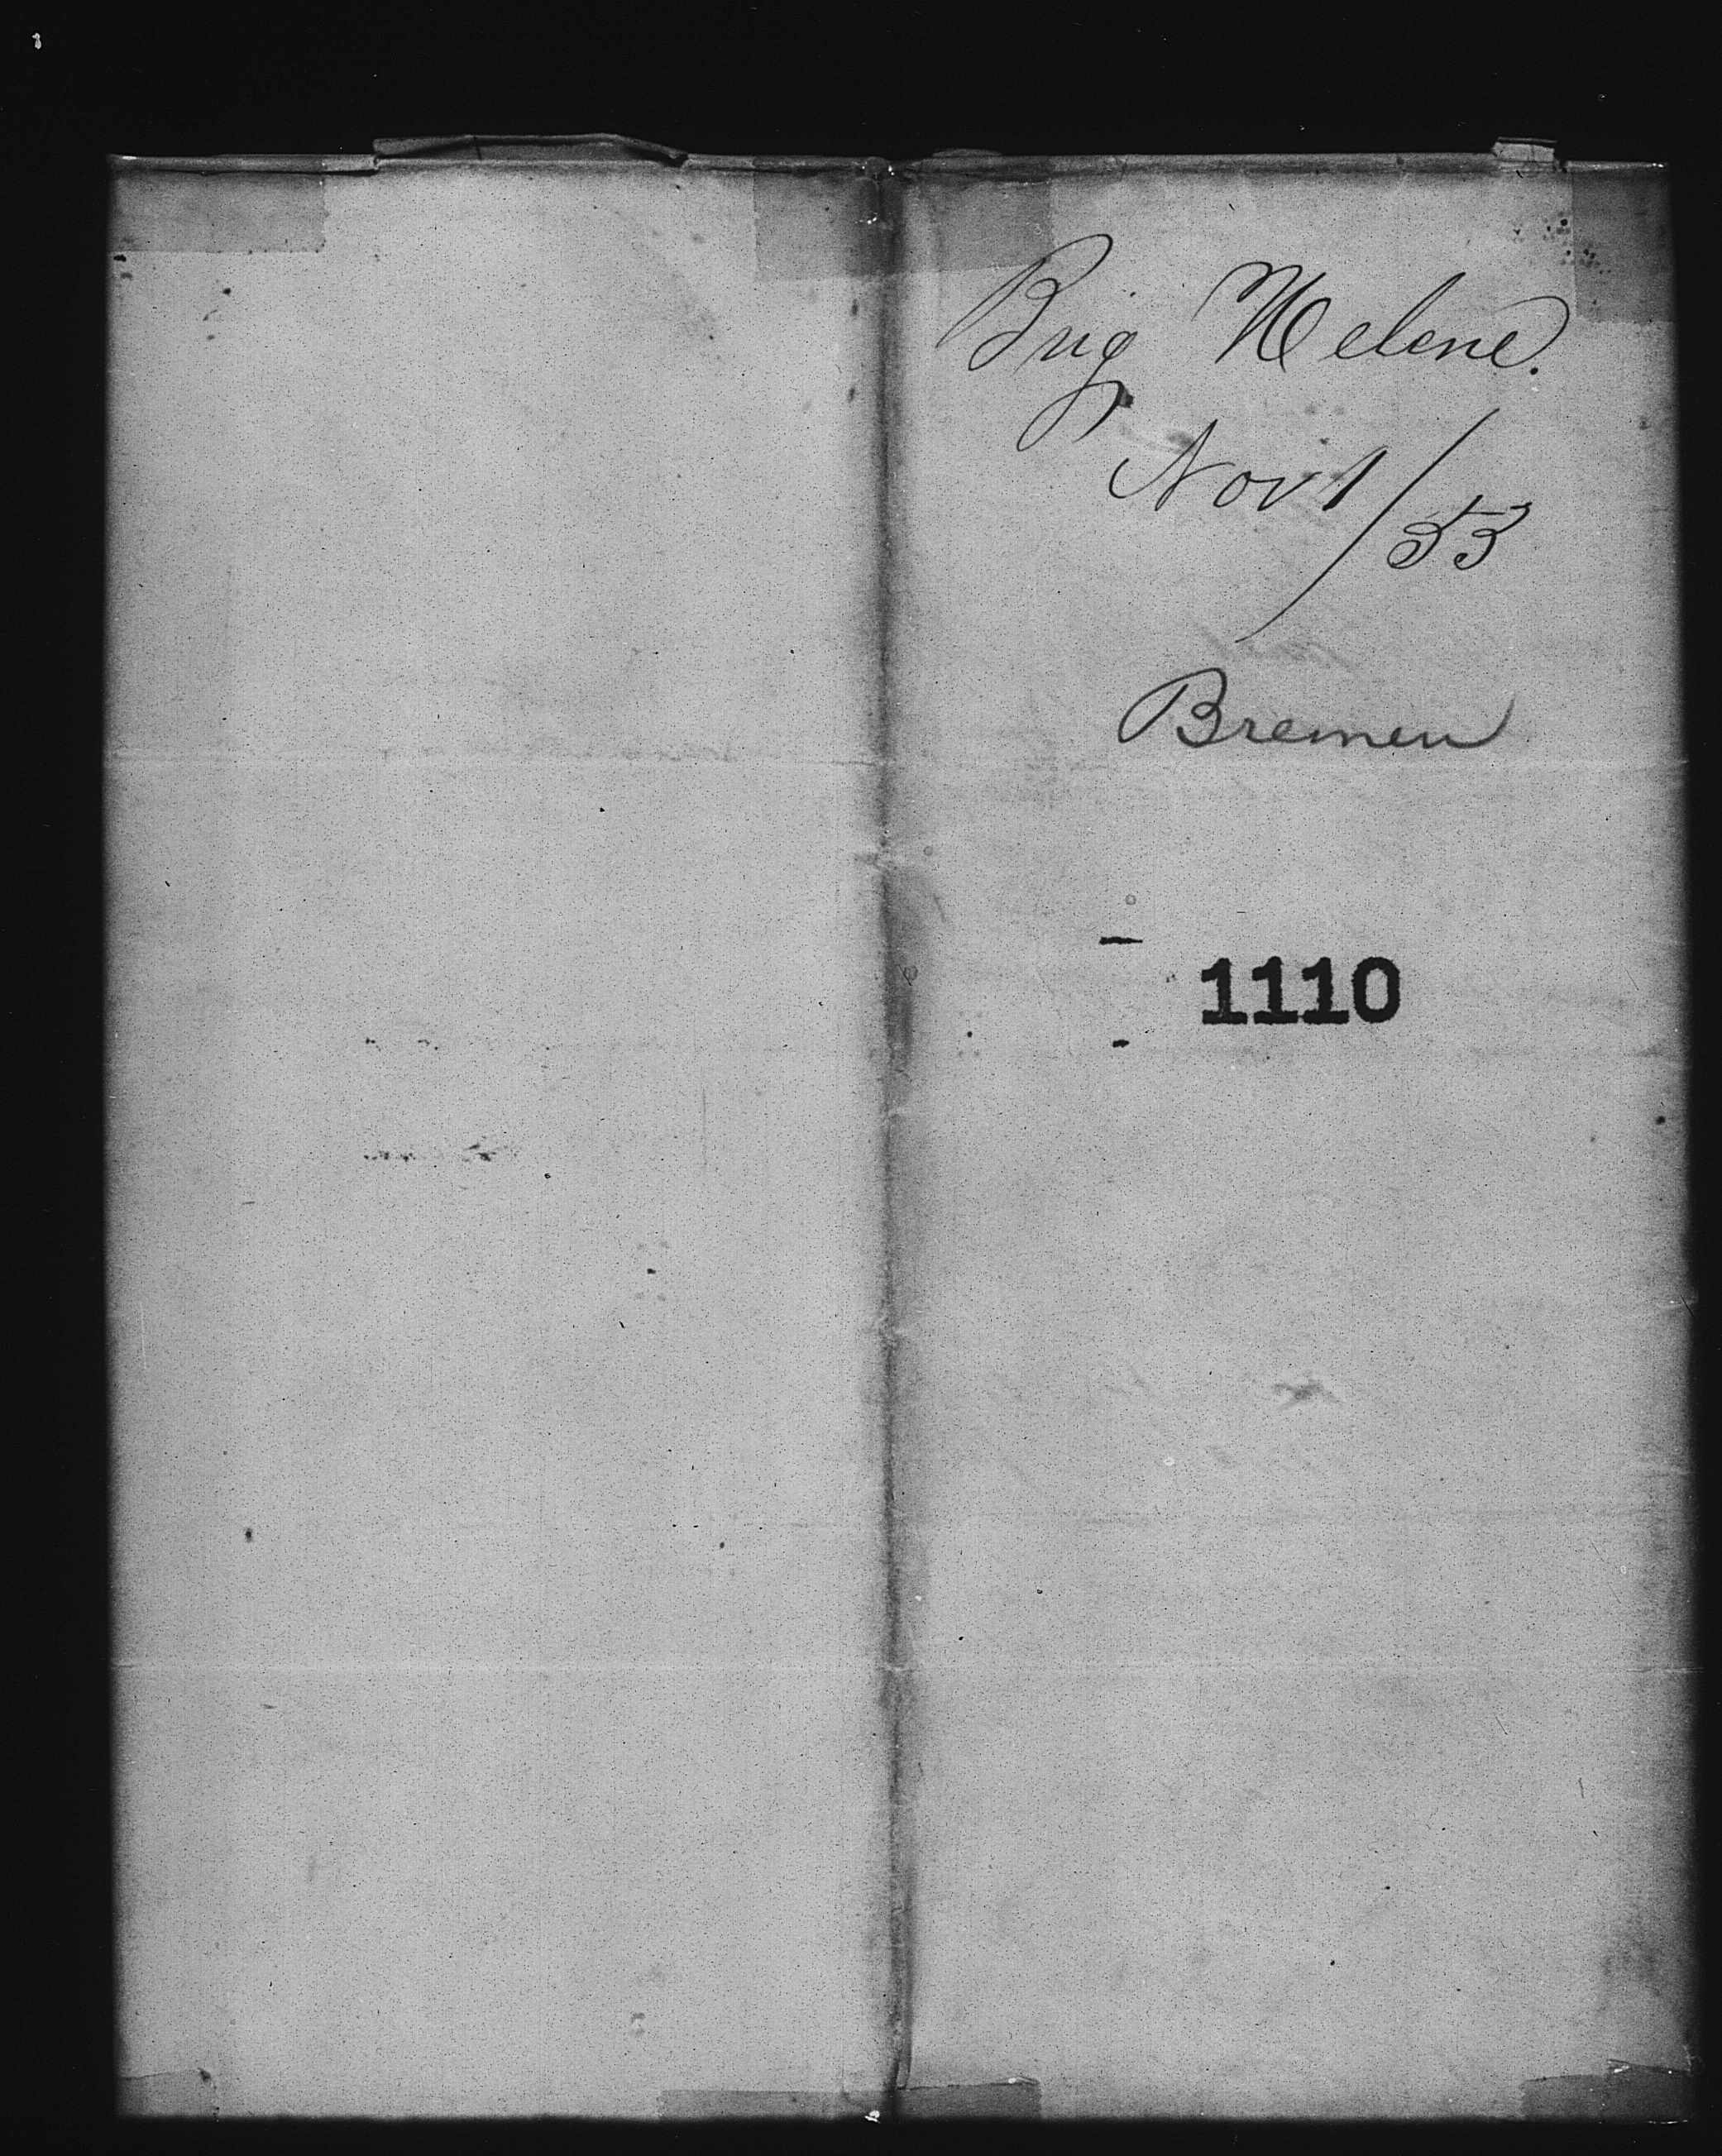 Brig Helene.
Nov 1/53
Bremen
1110